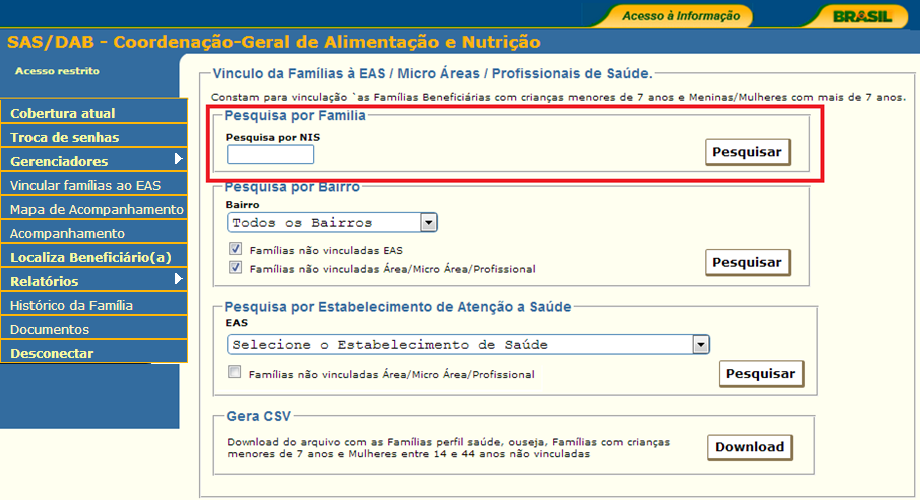 Acesso à Informação
BRASIL
SAS/DAB - Coordenação-Geral de Alimentação e Nutrição
Acesso restrito
Cobertura atual
Troca de senhas
Gerenciadores
Vincular famílias ao EAS
Mapa de Acompanhamento
Acompanhamento
Localiza Beneficiário(a)
Relatórios
Histórico da Família
Documentos
Desconectar
Vinculo da Famílias à EAS / Micro Áreas / Profissionais de Saúde.
Constam para vinculação `as Famílias Beneficiárias com crianças menores de 7 anos e Meninas/Mulheres com mais de 7 anos.
Pesquisa por Familia
Pesquisa por NIS
Pesquisar
Pesquisa por Bairro
Bairro
Todos os Bairros
Famílias não vinculadas EAS
Famílias não vinculadas Área/Micro Área/Profissional
Pesquisar
Pesquisa por Estabelecimento de Atenção a Saúde
EAS
Selecione o Estabelecimento de Saúde
Famílias não vinculadas Área/Micro Área/Profissional
Pesquisar
Gera CSV
Download do arquivo com as Famílias perfil saúde, ouseja, Famílias com crianças
menores de 7 anos e Mulheres entre 14 e 44 anos não vinculadas
Download